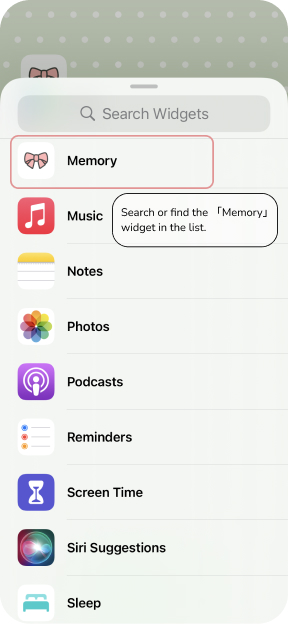 Search Widgets
Memory
Music
Search or find the 「Memory」
widget in the list.
Notes
Photos
Podcasts
Reminders
Screen Time
Siri Suggestions
Sleep